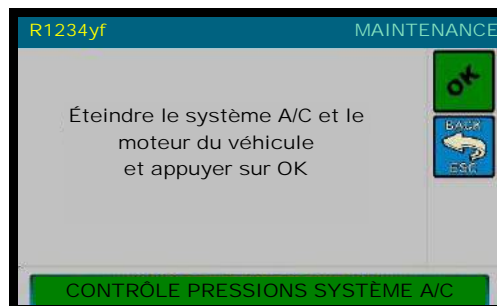 R1234yf MAINTENANCE
Éteindre le système A/C et le
moteur du véhicule
et appuyer sur OK
OK
BACK
ESC
CONTRÔLE PRESSIONS SYSTÈME A/C